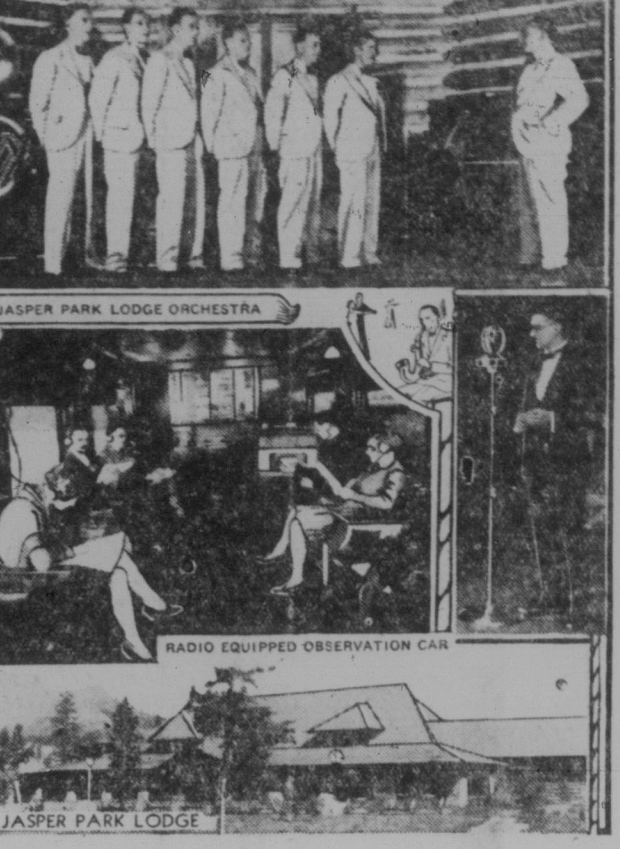 JASPER PARK LODGE ORCHESTRA
RADIO EQUIPPED OBSERVATION CAR
JASPER PARK LODGE